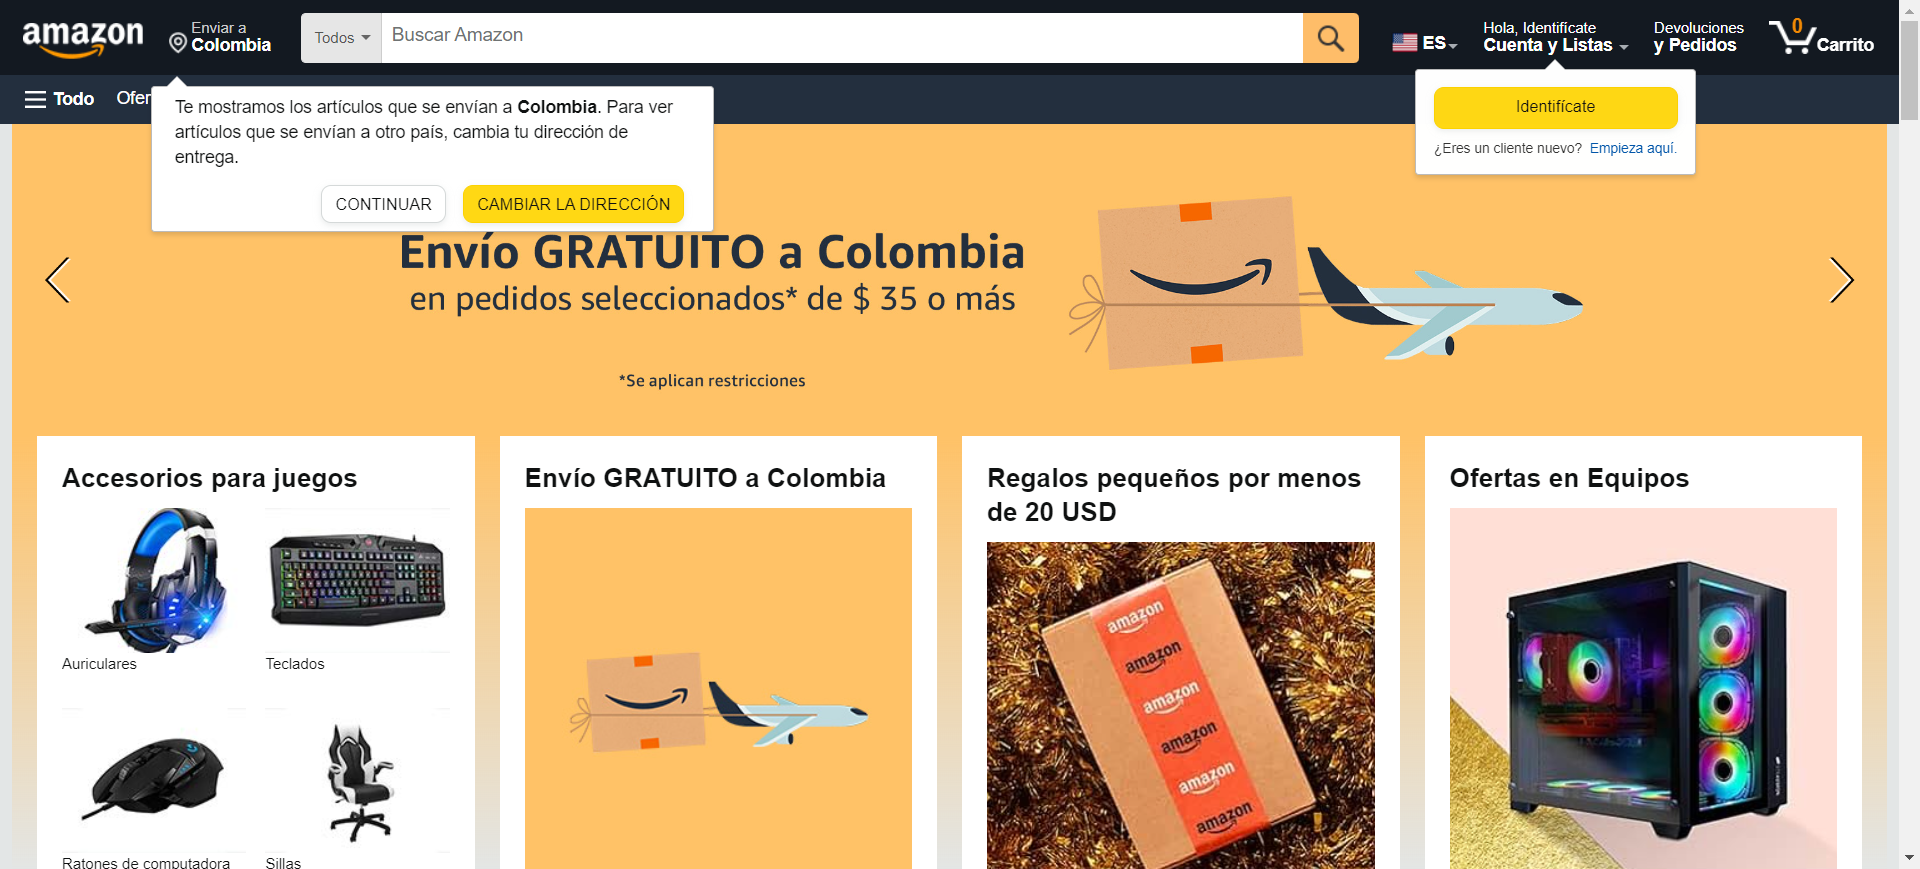 amazon
Enviar a
Colombia
Todos
Buscar Amazon
ES
Hola, Identifícate
Cuenta y Listas
Devoluciones
y Pedidos
0
Carrito
Todo
Ofer
Te mostramos los artículos que se envían a Colombia. Para ver
artículos que se envían a otro país, cambia tu dirección de
entrega.
CONTINUAR
CAMBIAR LA DIRECCIÓN
Identifícate
¿Eres un cliente nuevo? Empieza aquí.
Envío GRATUITO a Colombia
en pedidos seleccionados* de $ 35 o más
*Se aplican restricciones
Accesorios para juegos
Auriculares
Teclados
Ratones de computadora
Sillas
Envío GRATUITO a Colombia
Regalos pequeños por menos
de 20 USD
amazon
amazon
amazon
amazon
amazon
amazon
Ofertas en Equipos